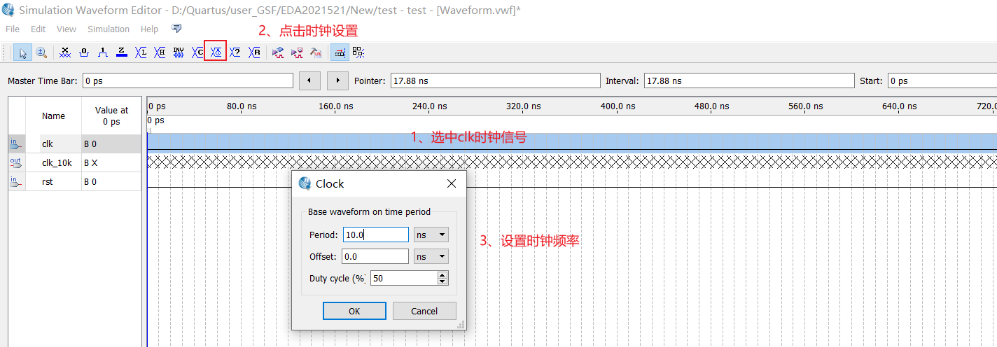 Simulation Waveform Editor - D:/Quartus/user_GSF/EDA2021521/New/test - test - [Waveform.vwf]*
File Edit View Simulation Help
2、点击时钟设置
Master Time Bar: 0 ps Pointer: 17.88 ns Interval: 17.88 ns Start: 0 ps
Name Value at 0 ps
0 ps 80.0 ns 160.0 ns 240.0 ns 320.0 ns 400.0 ns 480.0 ns 560.0 ns 640.0 ns 720.0 ns
0 ps
in clk B 0
1、选中clk时钟信号
out clk_10k B X
in rst B 0
Clock
Base waveform on time period
Period: 10.0 ns
3、设置时钟频率
Offset: 0.0 ns
Duty cycle (%) 50
OK Cancel